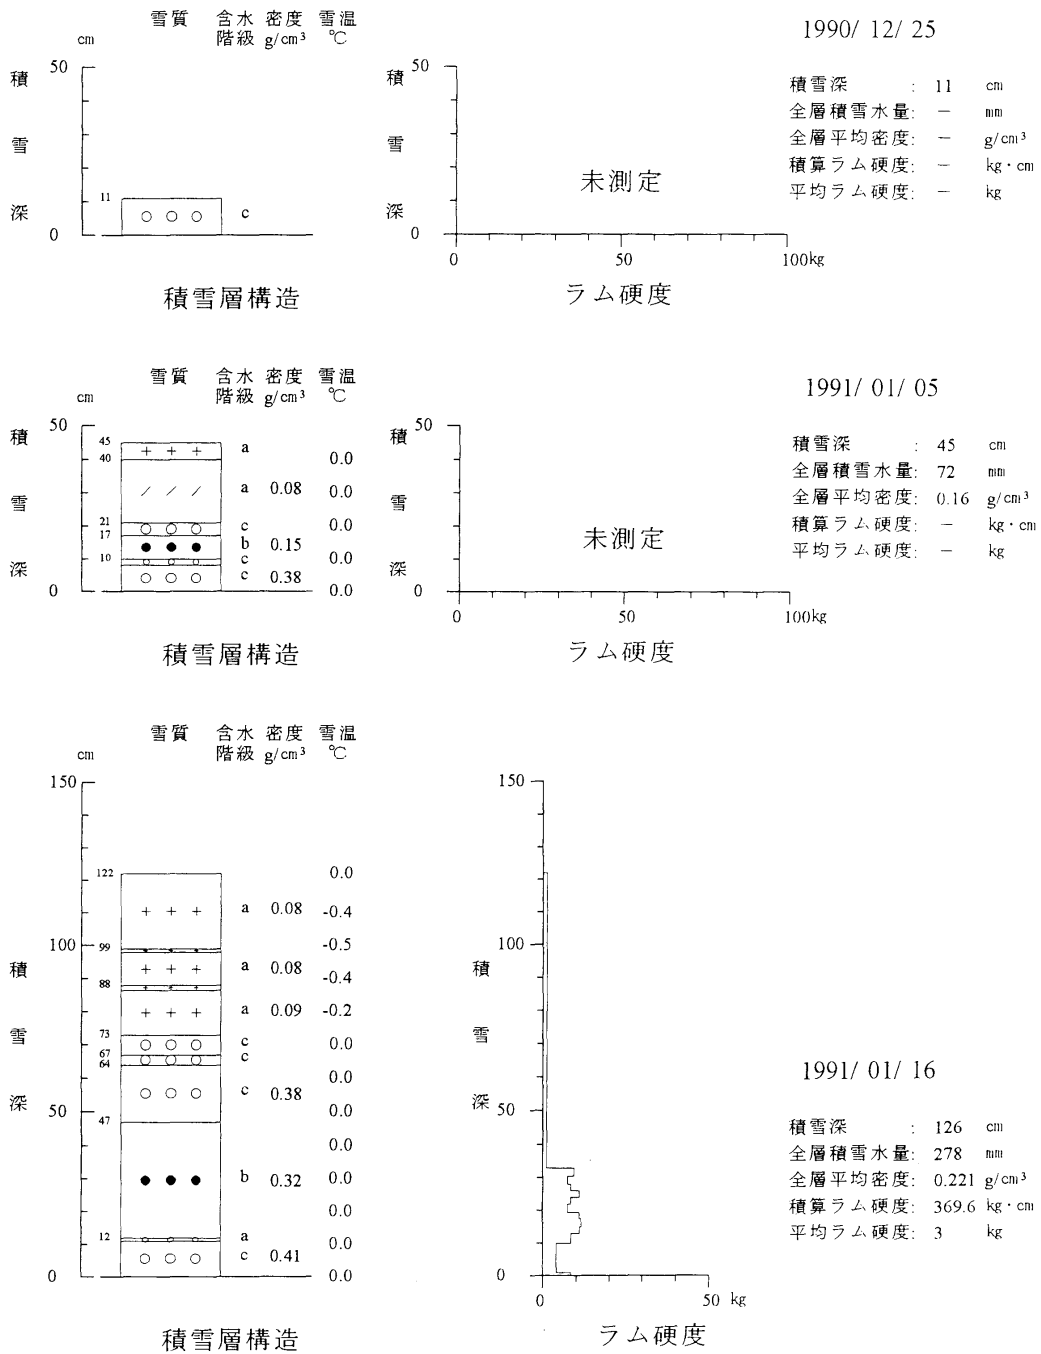 雪質 含水 密度 雪温
cm 階級 g/cm³ ℃
1990/ 12/ 25
積雪深
50
11
0
c
積雪層構造
積雪深
50
0
未測定
0 50 100kg
ラム硬度
積雪深 : 11 cm
全層積雪水量: － mm
全層平均密度: － g/cm³
積算ラム硬度: － kg·cm
平均ラム硬度: － kg
雪質 含水 密度 雪温
cm 階級 g/cm³ ℃
1991/ 01/ 05
積雪深
50
0
45 a
40 0.0
a 0.08 0.0
21 c 0.0
17 b 0.15
10 c 0.0
c 0.38 0.0
積雪層構造
積雪深
50
0
未測定
0 50 100kg
ラム硬度
積雪深 : 45 cm
全層積雪水量: 72 mm
全層平均密度: 0.16 g/cm³
積算ラム硬度: － kg·cm
平均ラム硬度: － kg
雪質 含水 密度 雪温
cm 階級 g/cm³ ℃
積雪深
150
100
50
0
122 0.0
a 0.08 -0.4
99 -0.5
a 0.08 -0.4
88
a 0.09 -0.2
73 c 0.0
67 c
64 0.0
c 0.38
47 0.0
0.0
b 0.32 0.0
0.0
12 a 0.0
c 0.41
0.0
積雪層構造
積雪深
150
100
50
0
0 50 kg
ラム硬度
1991/ 01/ 16
積雪深 : 126 cm
全層積雪水量: 278 mm
全層平均密度: 0.221 g/cm³
積算ラム硬度: 369.6 kg·cm
平均ラム硬度: 3 kg